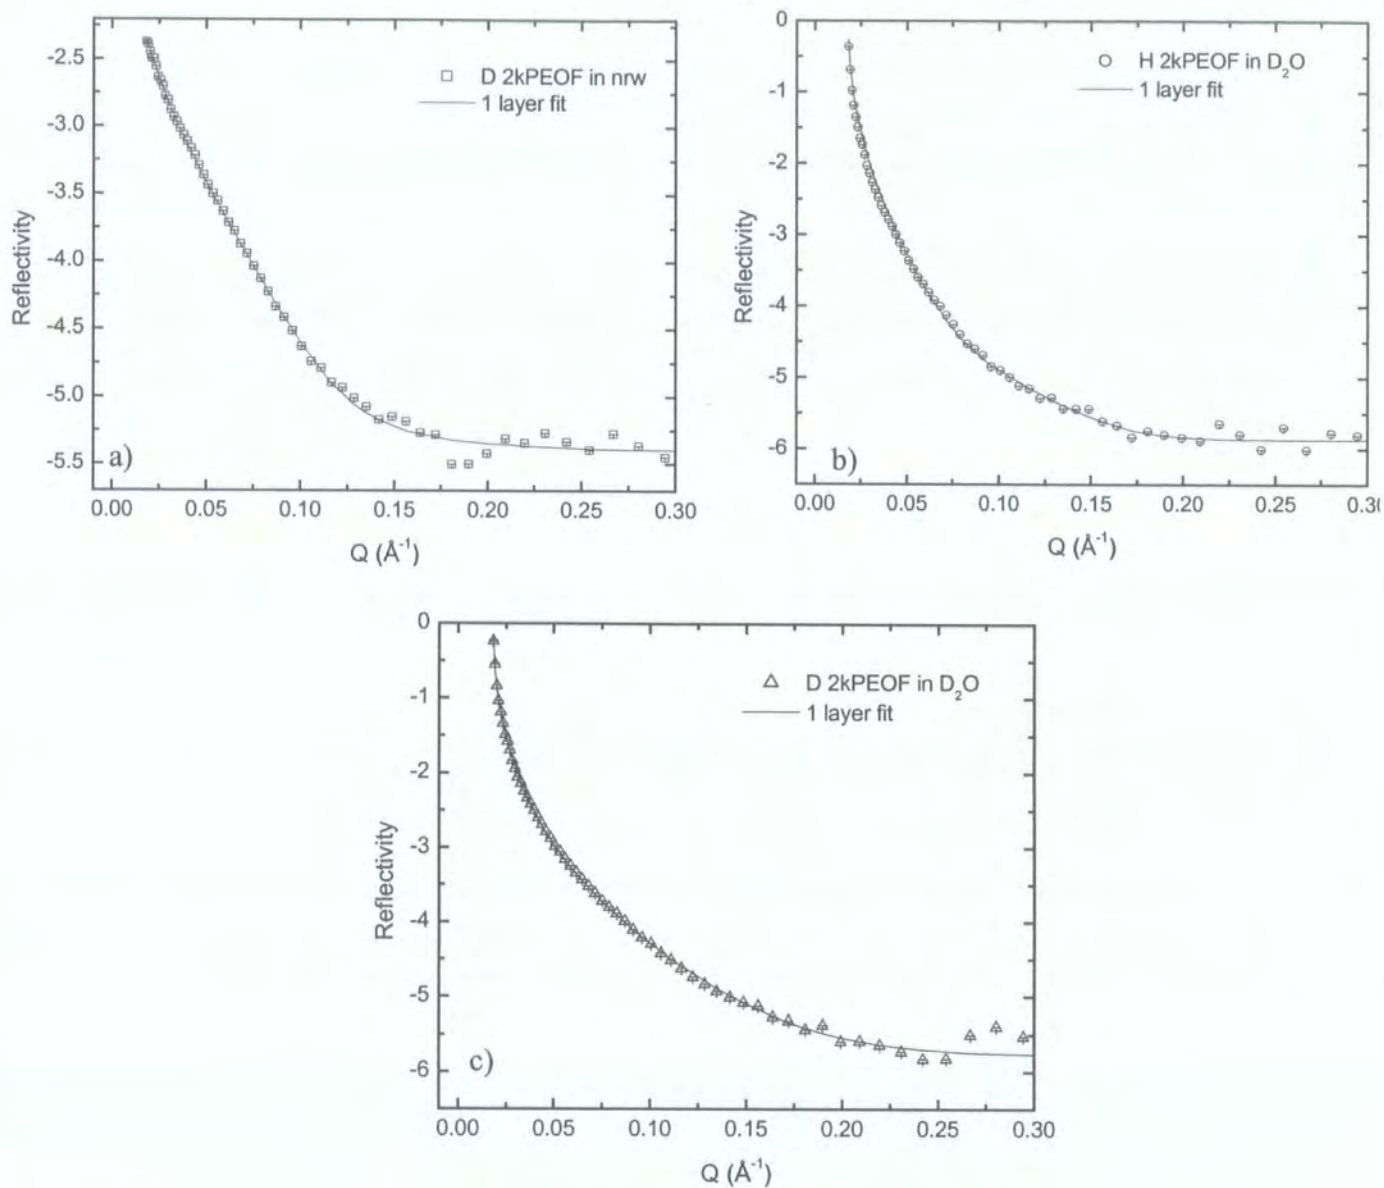 -2.5
-3.0
-3.5
-4.0
-4.5
-5.0
-5.5
Reflectivity
D 2kPEOF in nrw
1 layer fit
a)
0.00 0.05 0.10 0.15 0.20 0.25 0.30
Q (Å⁻¹)
0
-1
-2
-3
-4
-5
-6
Reflectivity
H 2kPEOF in D₂O
1 layer fit
b)
0.00 0.05 0.10 0.15 0.20 0.25 0.30
Q (Å⁻¹)
0
-1
-2
-3
-4
-5
-6
Reflectivity
D 2kPEOF in D₂O
1 layer fit
c)
0.00 0.05 0.10 0.15 0.20 0.25 0.30
Q (Å⁻¹)